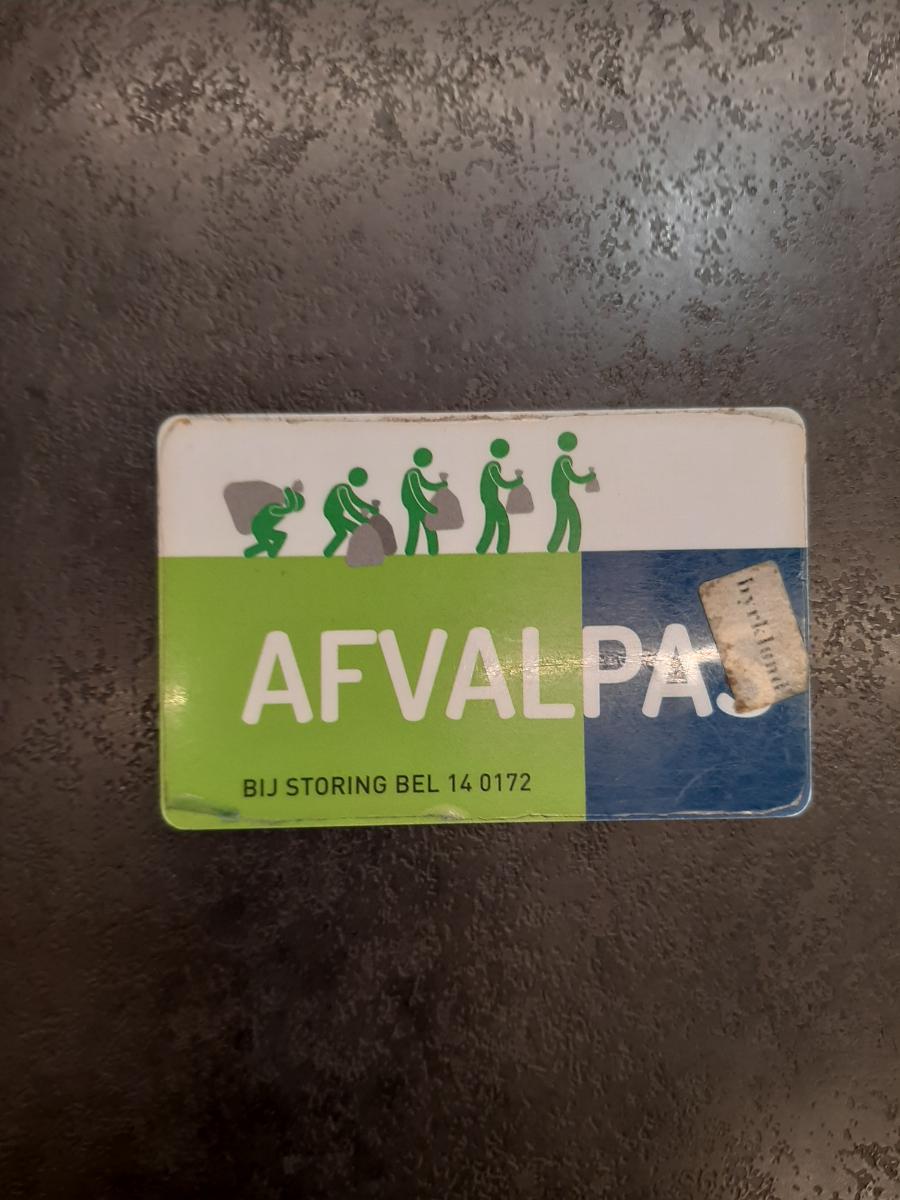 AFVALPAS
BIJ STORING BEL 14 0172